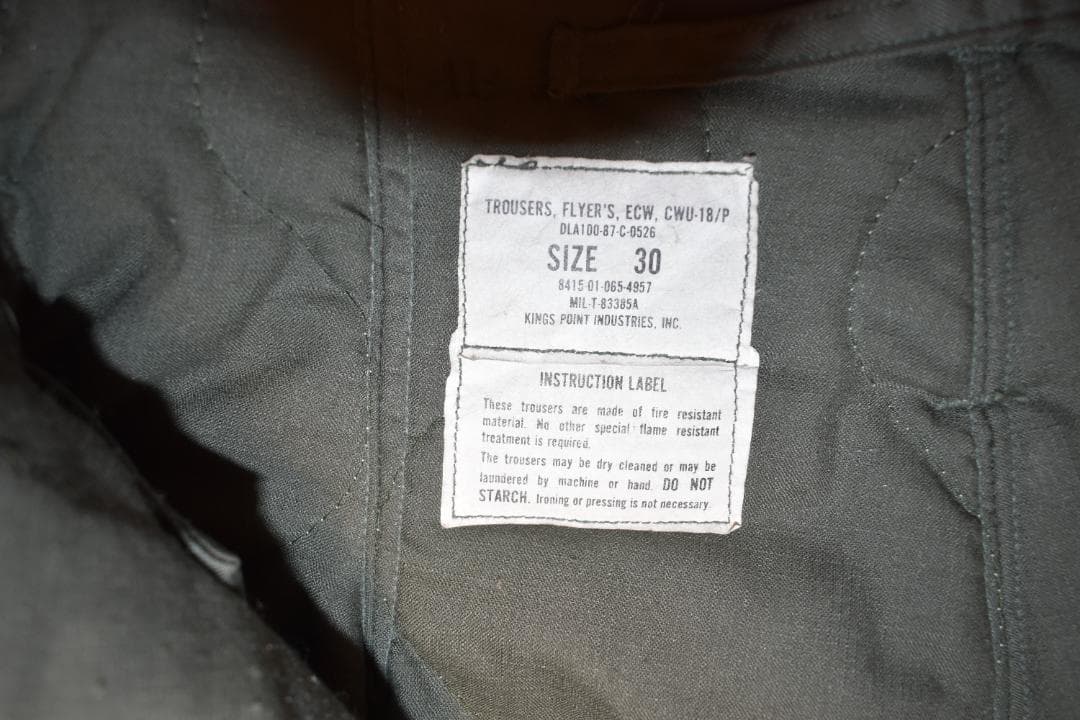 TROUSERS, FLYER'S, ECW, CWU-18/P
DLA100-87-C-0526
SIZE 30
8415-01-065-4957
MIL-T-83385A
KINGS POINT INDUSTRIES, INC.
INSTRUCTION LABEL
These trousers are made of fire resistant
material. No other special flame resistant
treatment is required.
The trousers may be dry cleaned or may be
laundered by machine or hand. DO NOT
STARCH. Ironing or pressing is not necessary.